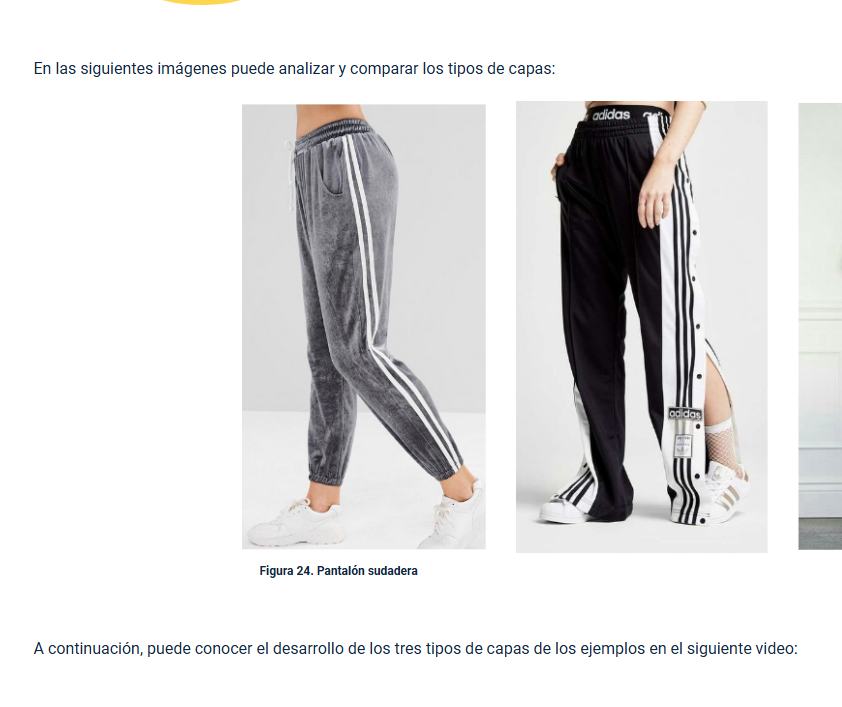 En las siguientes imágenes puede analizar y comparar los tipos de capas:
adidas
adidas
Figura 24. Pantalón sudadera
A continuación, puede conocer el desarrollo de los tres tipos de capas de los ejemplos en el siguiente video: